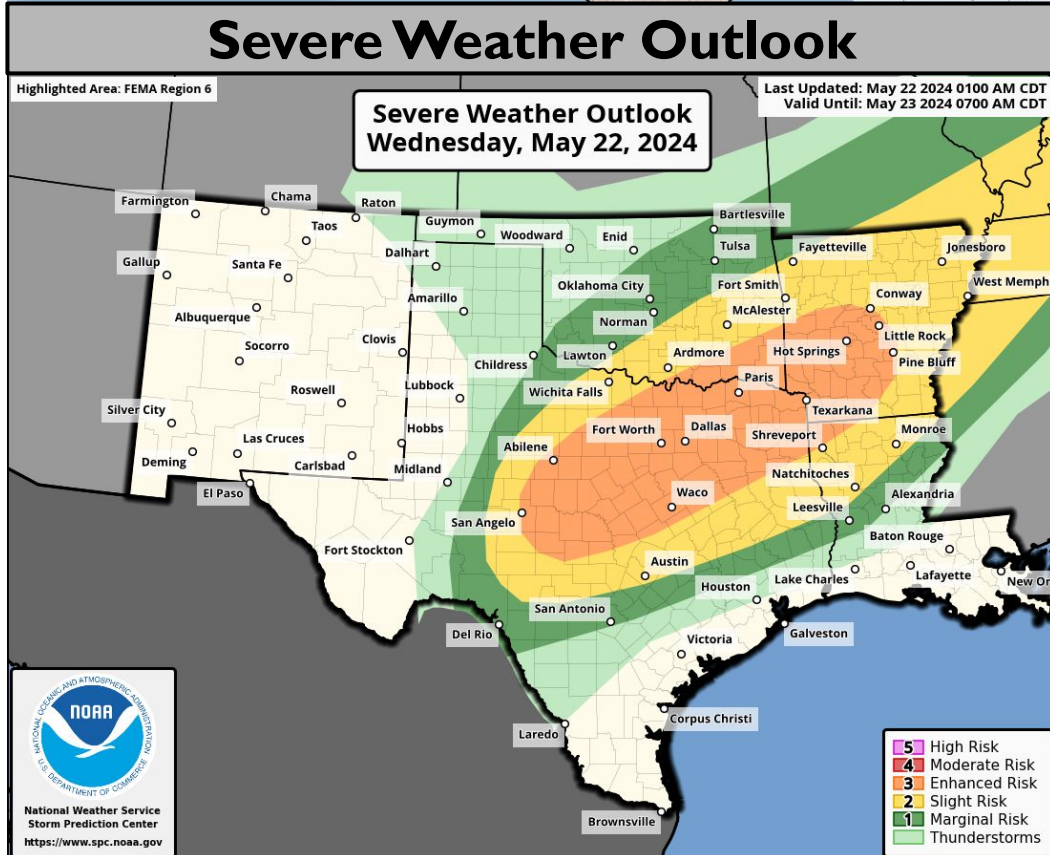 Severe Weather Outlook
Highlighted Area: FEMA Region 6
Last Updated: May 22 2024 0100 AM CDT
Valid Until: May 23 2024 0700 AM CDT
Severe Weather Outlook
Wednesday, May 22, 2024
Farmington
Chama
Raton
Taos
Guymon
Woodward
Enid
Bartlesville
Tulsa
Fayetteville
Jonesboro
Gallup
Santa Fe
Dalhart
Oklahoma City
Fort Smith
Conway
West Memph
Albuquerque
Amarillo
Norman
McAlester
Little Rock
Socorro
Clovis
Childress
Lawton
Ardmore
Hot Springs
Pine Bluff
Roswell
Lubbock
Wichita Falls
Paris
Texarkana
Silver City
Las Cruces
Hobbs
Abilene
Fort Worth
Dallas
Shreveport
Monroe
Deming
Carlsbad
Midland
Natchitoches
El Paso
San Angelo
Waco
Leesville
Alexandria
Fort Stockton
Austin
Baton Rouge
Houston
Lake Charles
Lafayette
New Or
Del Rio
San Antonio
Victoria
Galveston
Laredo
Corpus Christi
Brownsville
NATIONAL OCEANIC AND ATMOSPHERIC ADMINISTRATION
NOAA
U.S. DEPARTMENT OF COMMERCE
National Weather Service
Storm Prediction Center
https://www.spc.noaa.gov
5 High Risk
4 Moderate Risk
3 Enhanced Risk
2 Slight Risk
1 Marginal Risk
Thunderstorms